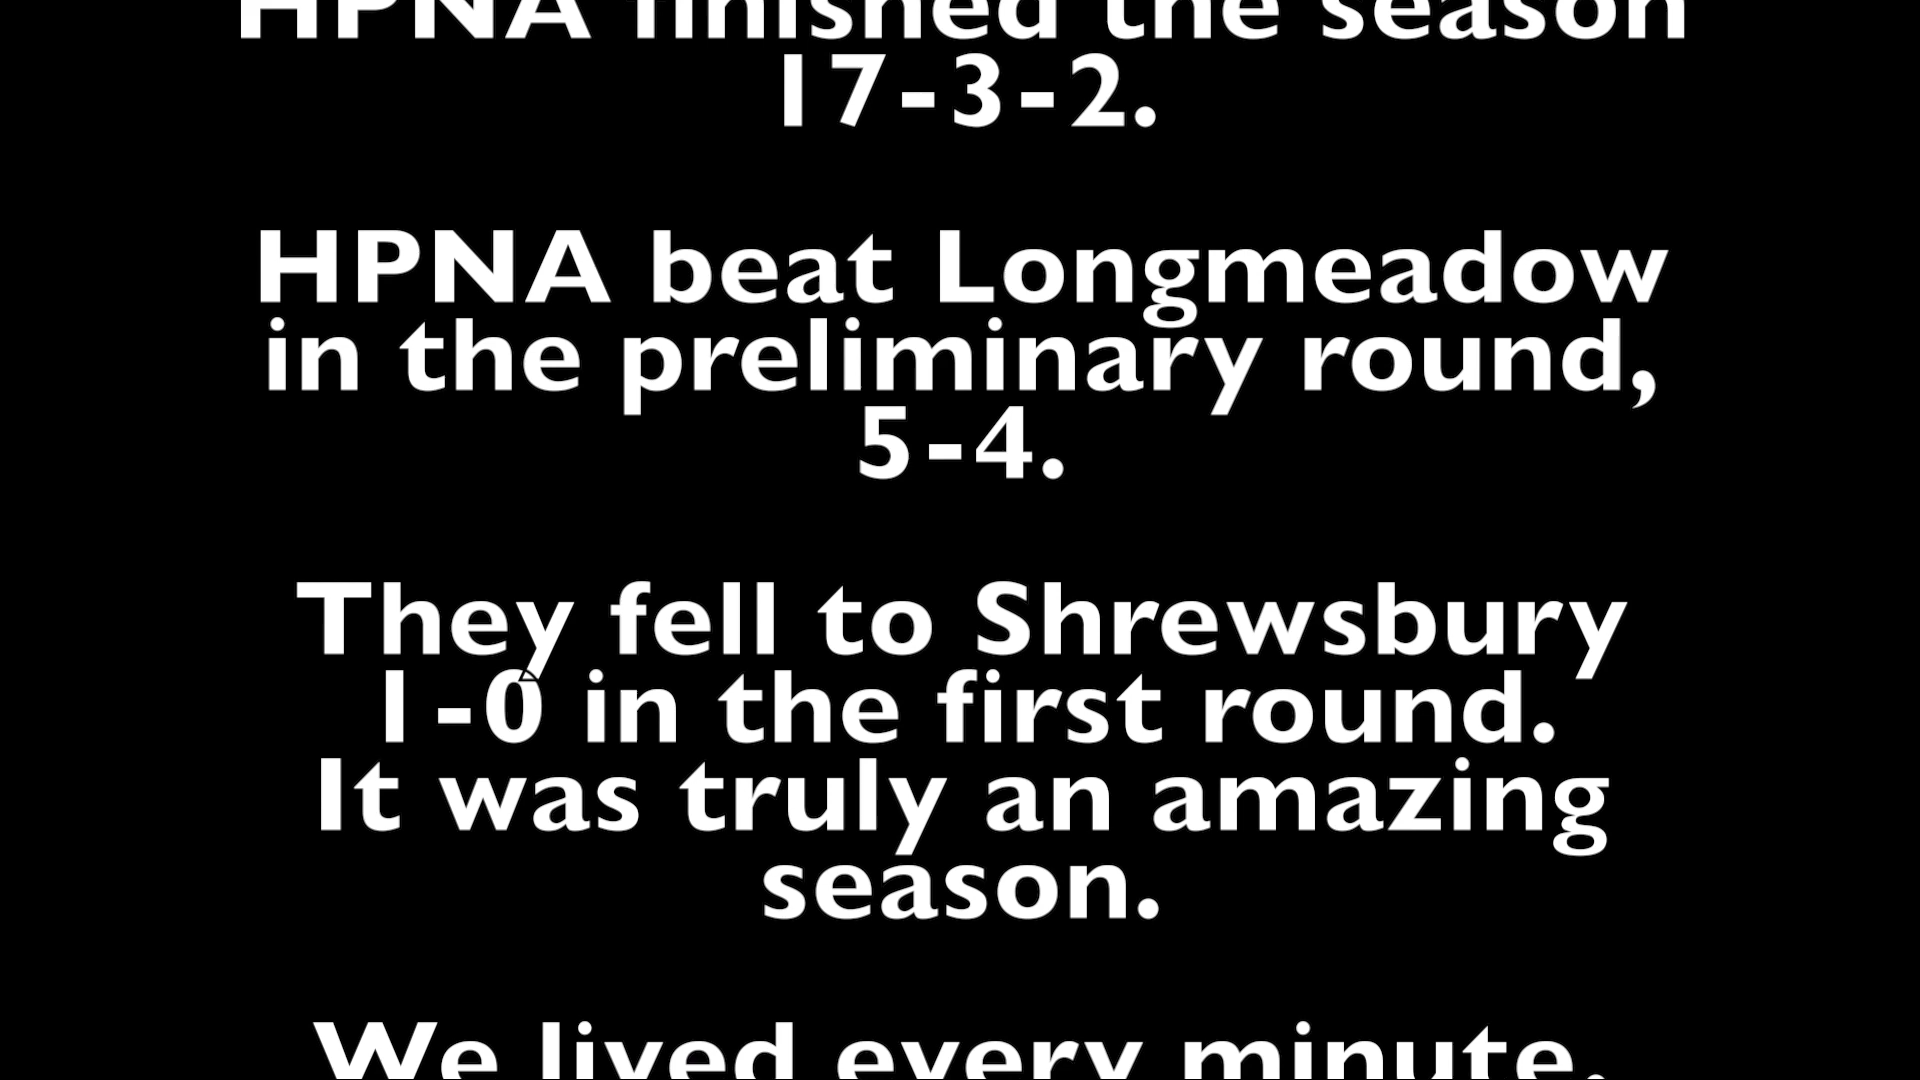 HPNA finished the season
17-3-2.
HPNA beat Longmeadow
in the preliminary round,
5-4.
They fell to Shrewsbury
1-0 in the first round.
It was truly an amazing
season.
We lived every minute.